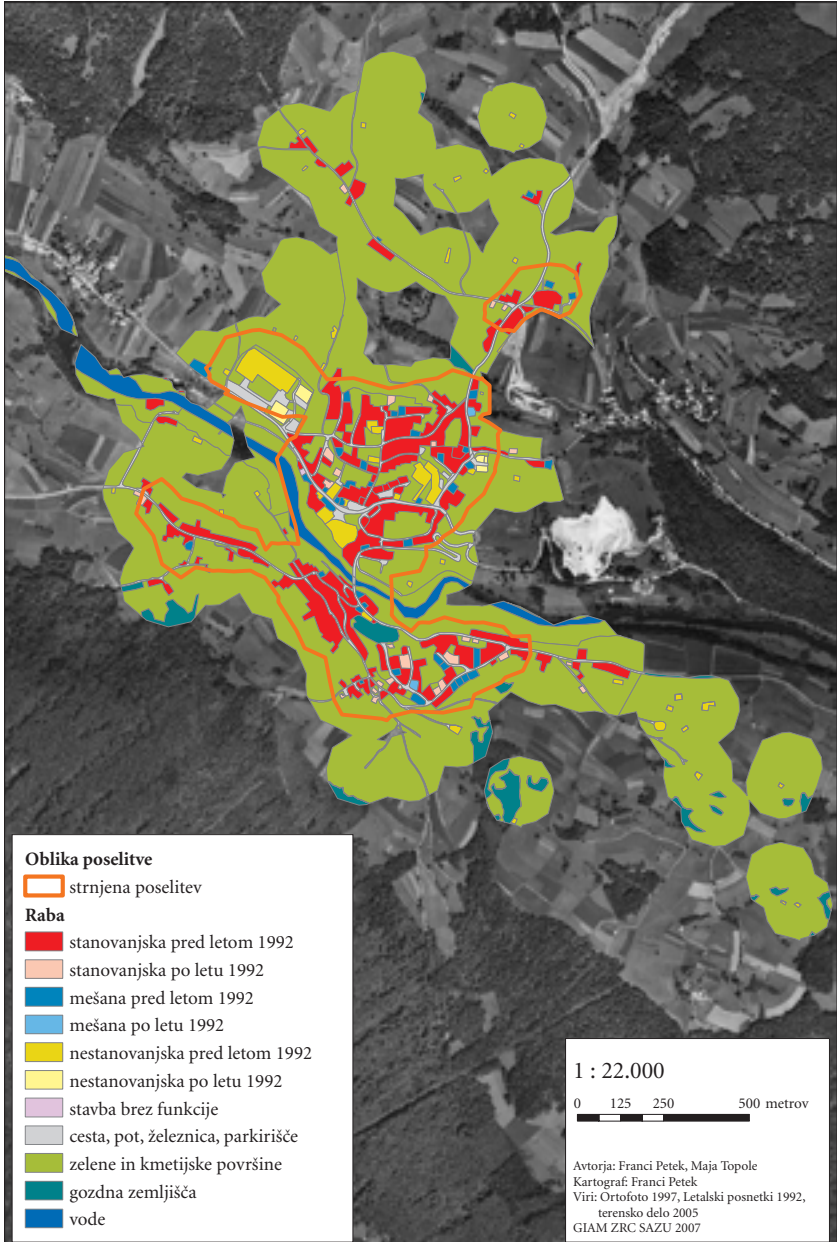 Oblika poselitve
strnjena poselitev
Raba
stanovanjska pred letom 1992
stanovanjska po letu 1992
mešana pred letom 1992
mešana po letu 1992
nestanovanjska pred letom 1992
nestanovanjska po letu 1992
stavba brez funkcije
cesta, pot, železnica, parkirišče
zelene in kmetijske površine
gozdna zemljišča
vode
1 : 22.000
0 125 250 500 metrov
Avtorja: Franci Petek, Maja Topole
Kartograf: Franci Petek
Viri: Ortofoto 1997, Letalski posnetki 1992,
terensko delo 2005
GIAM ZRC SAZU 2007